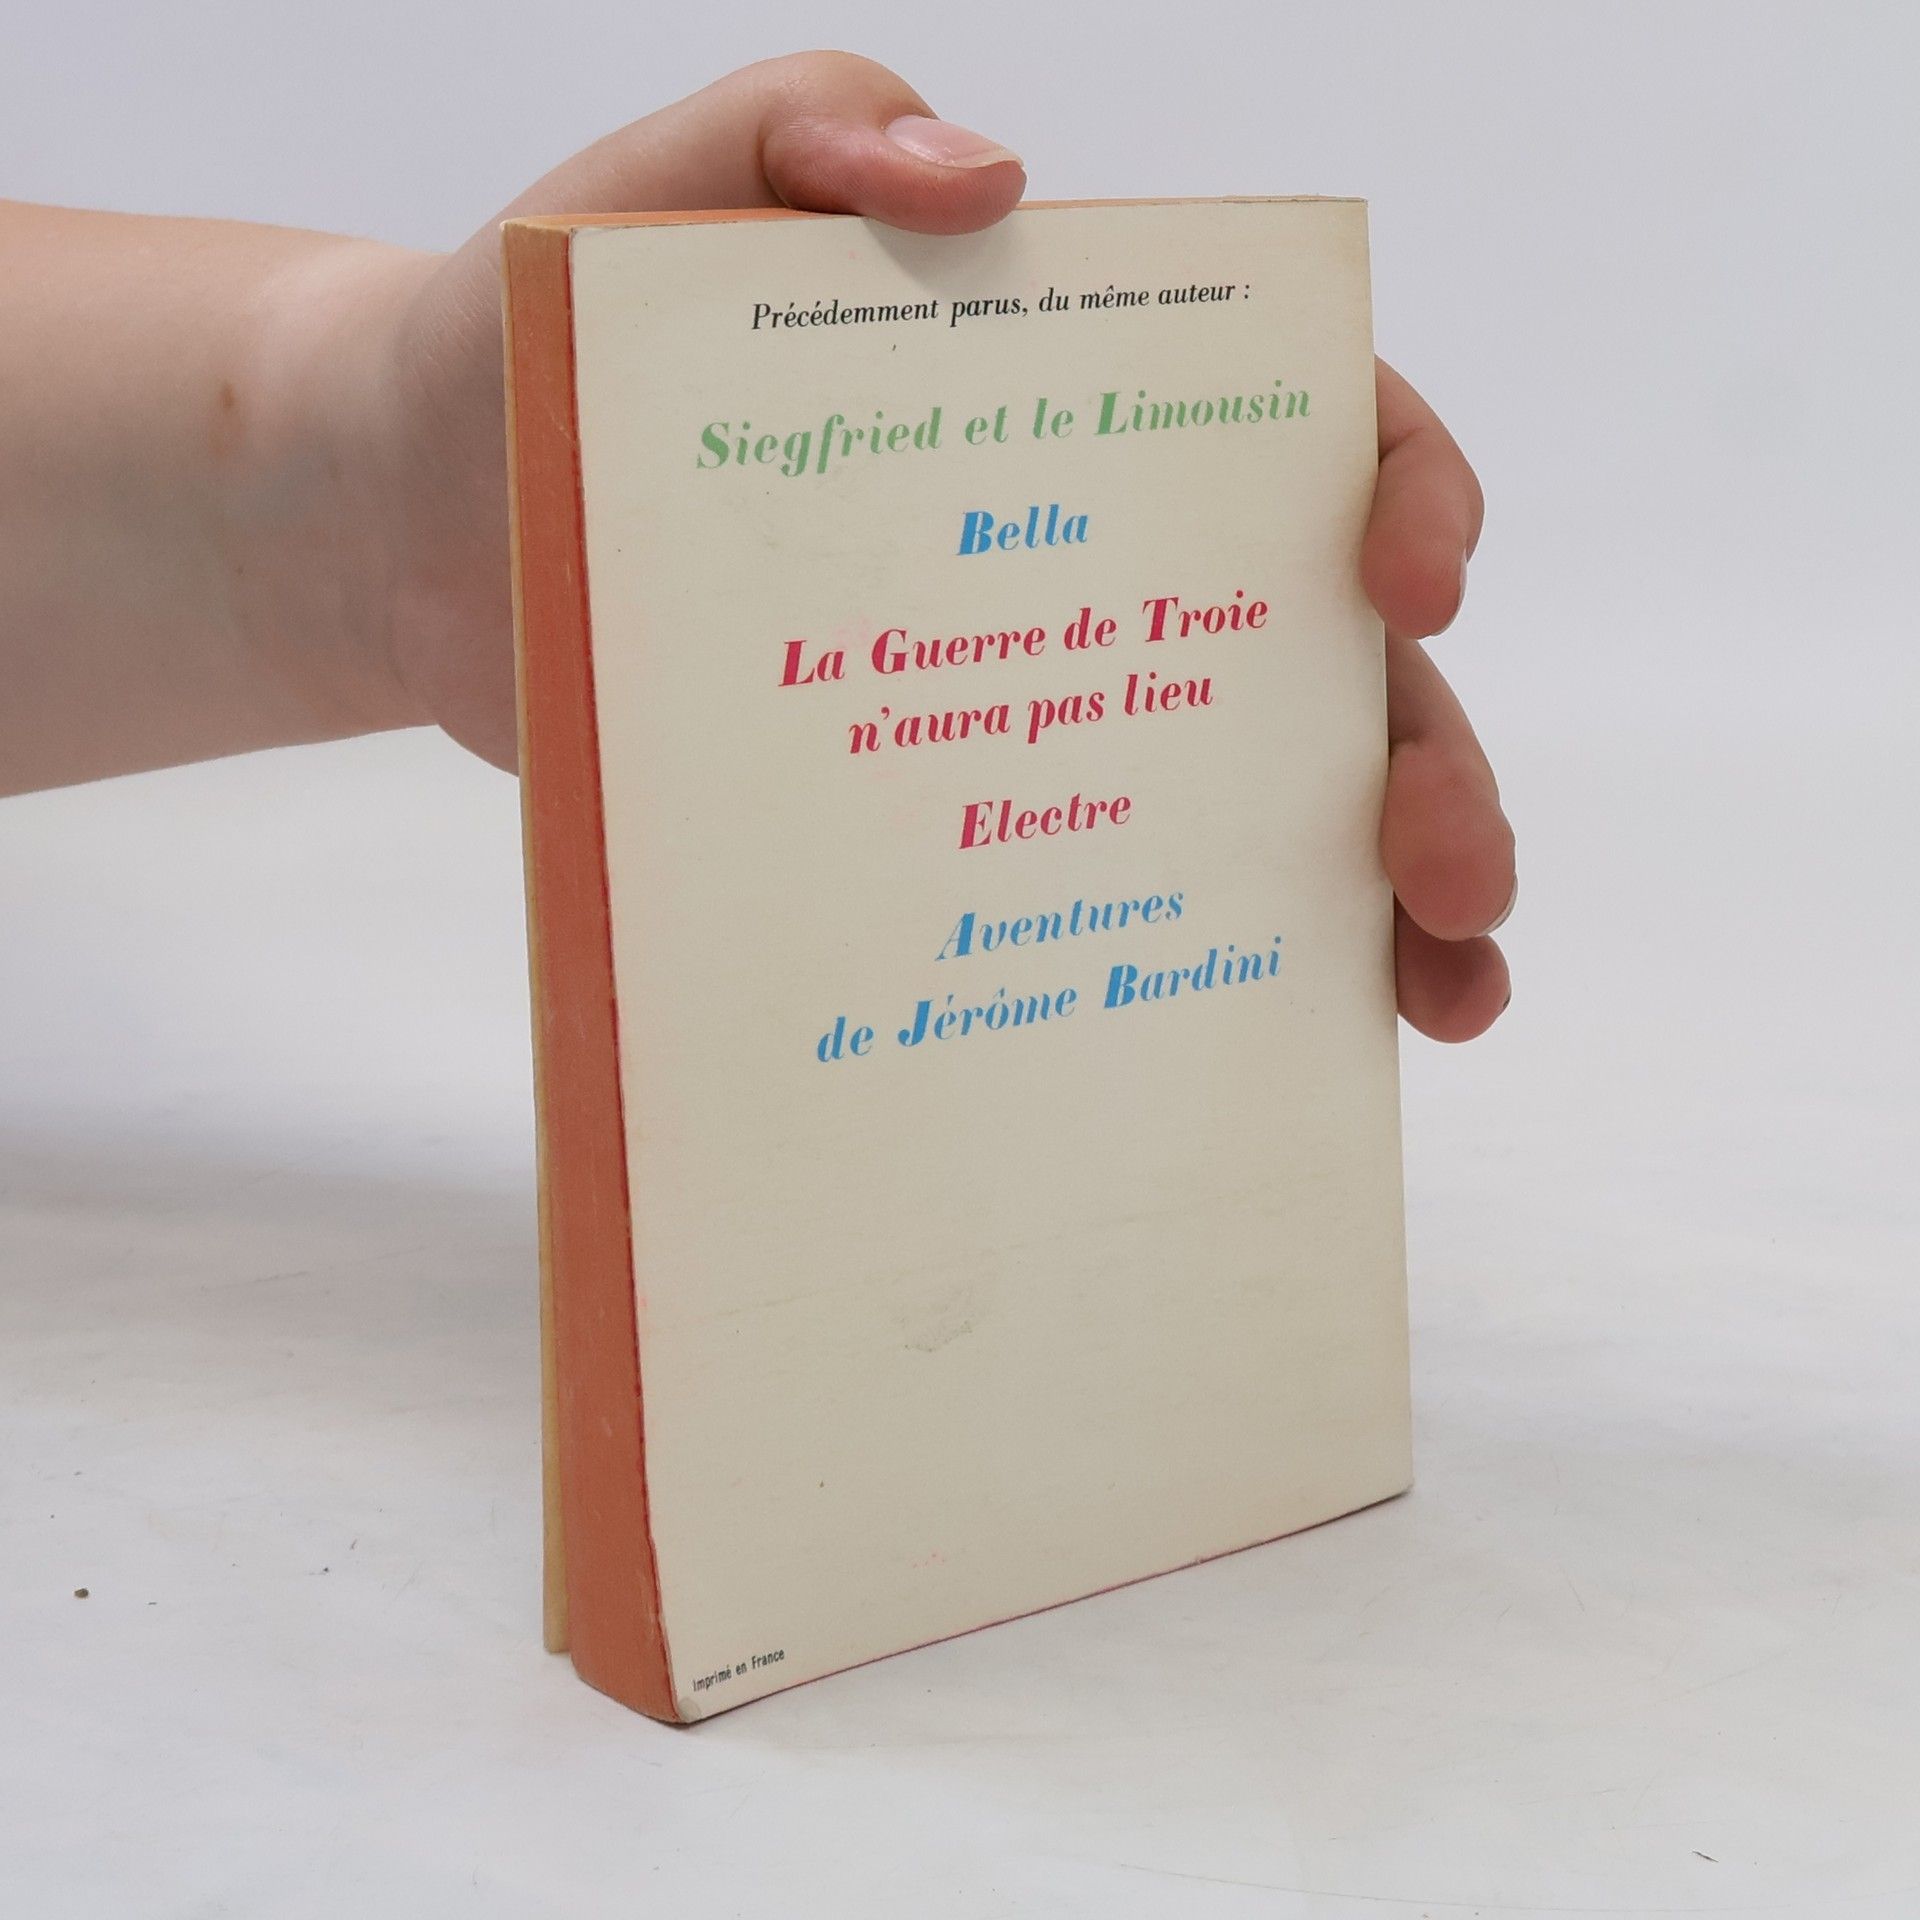 Précédemment parus, du même auteur :
Siegfried et le Limousin
Bella
La Guerre de Troie
n'aura pas lieu
Electre
Aventures
de Jérôme Bardini
Imprimé en France